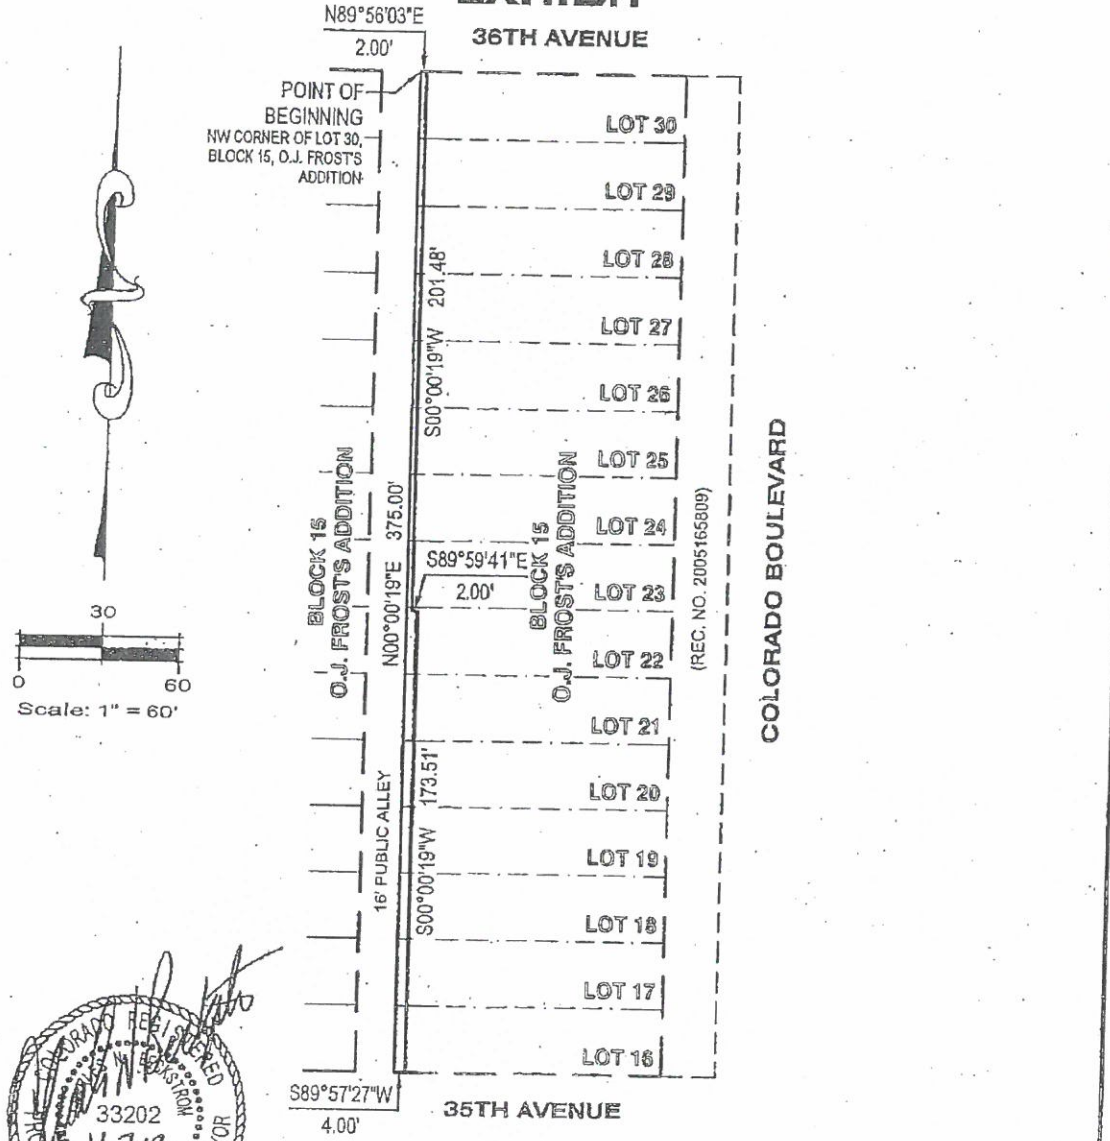 N89°56'03"E
2.00'
36TH AVENUE
POINT OF
BEGINNING
NW CORNER OF LOT 30,
BLOCK 15, O.J. FROST'S
ADDITION
LOT 30
LOT 29
LOT 28
LOT 27
LOT 26
LOT 25
LOT 24
LOT 23
LOT 22
LOT 21
LOT 20
LOT 19
LOT 18
LOT 17
LOT 16
S00°00'19"W 201.48'
N00°00'19"E 375.00'
S89°59'41"E
2.00'
BLOCK 15
O.J. FROST'S ADDITION
BLOCK 15
O.J. FROST'S ADDITION
(REC. NO. 2005165809)
COLORADO BOULEVARD
30
0 60
Scale: 1" = 60'
16' PUBLIC ALLEY
S00°00'19"W 173.51'
S89°57'27"W
4.00'
35TH AVENUE
COLORADO REGISTERED
33202